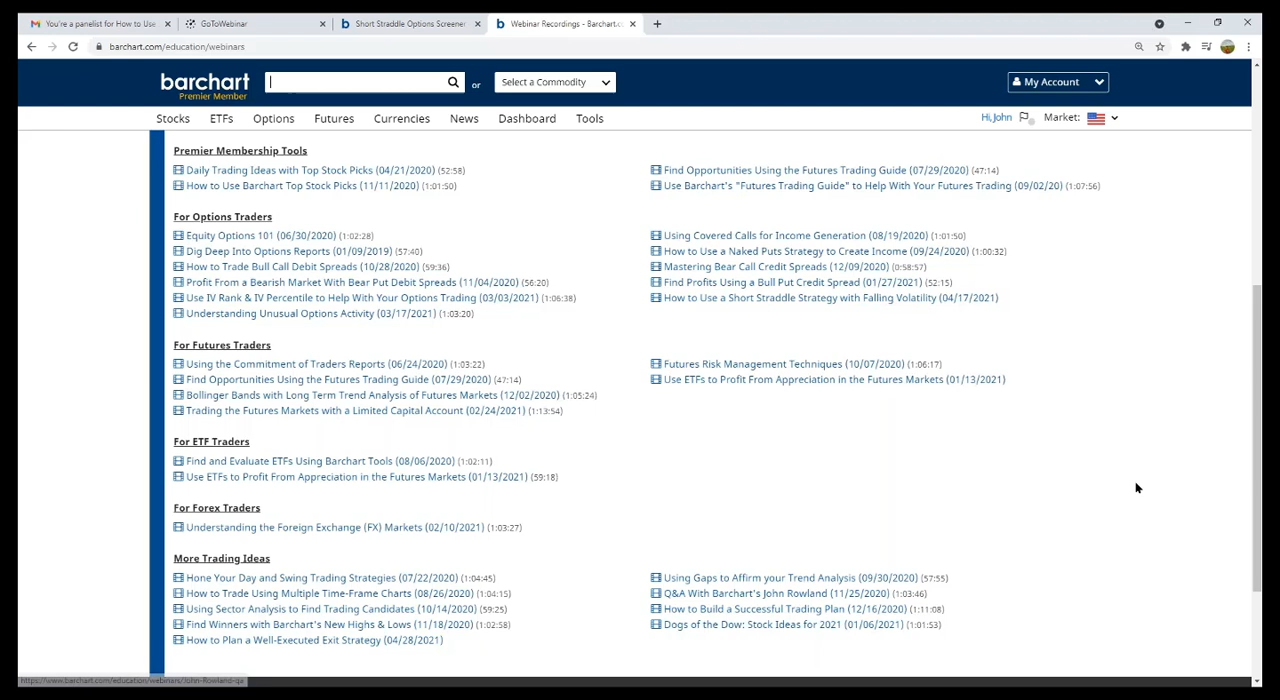 You're a panelist for How to Use
GoToWebinar
Short Straddle Options Screener
Webinar Recordings - Barchart.c
barchart.com/education/webinars
barchart
Premier Member
or
Select a Commodity
My Account
Stocks ETFs Options Futures Currencies News Dashboard Tools
Hi, John
Market:
Premier Membership Tools
Daily Trading Ideas with Top Stock Picks (04/21/2020) (52:58)
Find Opportunities Using the Futures Trading Guide (07/29/2020) (47:14)
How to Use Barchart Top Stock Picks (11/11/2020) (1:01:50)
Use Barchart's "Futures Trading Guide" to Help With Your Futures Trading (09/02/20) (1:07:56)
For Options Traders
Equity Options 101 (06/30/2020) (1:02:28)
Using Covered Calls for Income Generation (08/19/2020) (1:01:50)
Dig Deep Into Options Reports (01/09/2019) (57:40)
How to Use a Naked Puts Strategy to Create Income (09/24/2020) (1:00:32)
How to Trade Bull Call Debit Spreads (10/28/2020) (59:36)
Mastering Bear Call Credit Spreads (12/09/2020) (0:58:57)
Profit From a Bearish Market With Bear Put Debit Spreads (11/04/2020) (56:20)
Find Profits Using a Bull Put Credit Spread (01/27/2021) (52:15)
Use IV Rank & IV Percentile to Help With Your Options Trading (03/03/2021) (1:06:38)
How to Use a Short Straddle Strategy with Falling Volatility (04/17/2021)
Understanding Unusual Options Activity (03/17/2021) (1:03:20)
For Futures Traders
Using the Commitment of Traders Reports (06/24/2020) (1:03:22)
Futures Risk Management Techniques (10/07/2020) (1:06:17)
Find Opportunities Using the Futures Trading Guide (07/29/2020) (47:14)
Use ETFs to Profit From Appreciation in the Futures Markets (01/13/2021)
Bollinger Bands with Long Term Trend Analysis of Futures Markets (12/02/2020) (1:05:24)
Trading the Futures Markets with a Limited Capital Account (02/24/2021) (1:13:54)
For ETF Traders
Find and Evaluate ETFs Using Barchart Tools (08/06/2020) (1:02:11)
Use ETFs to Profit From Appreciation in the Futures Markets (01/13/2021) (59:18)
For Forex Traders
Understanding the Foreign Exchange (FX) Markets (02/10/2021) (1:03:27)
More Trading Ideas
Hone Your Day and Swing Trading Strategies (07/22/2020) (1:04:45)
Using Gaps to Affirm your Trend Analysis (09/30/2020) (57:55)
How to Trade Using Multiple Time-Frame Charts (08/26/2020) (1:04:15)
Q&A With Barchart's John Rowland (11/25/2020) (1:03:46)
Using Sector Analysis to Find Trading Candidates (10/14/2020) (59:25)
How to Build a Successful Trading Plan (12/16/2020) (1:11:08)
Find Winners with Barchart's New Highs & Lows (11/18/2020) (1:02:58)
Dogs of the Dow: Stock Ideas for 2021 (01/06/2021) (1:01:53)
How to Plan a Well-Executed Exit Strategy (04/28/2021)
https://www.barchart.com/education/webinars/John-Rowland-qa